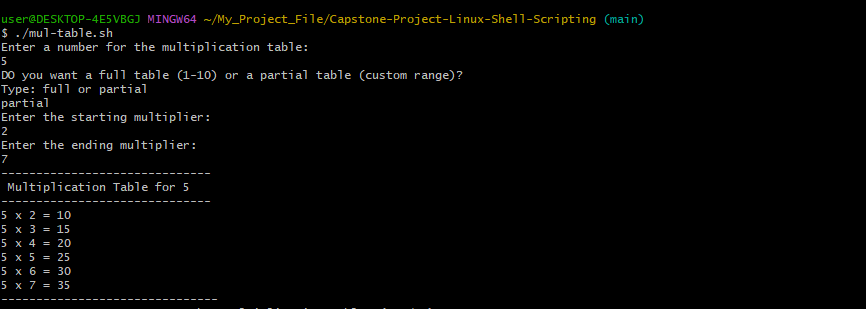 user@DESKTOP-4E5VBGJ MINGW64 ~/My_Project_File/Capstone-Project-Linux-Shell-Scripting (main)
$ ./mul-table.sh
Enter a number for the multiplication table:
5
DO you want a full table (1-10) or a partial table (custom range)?
Type: full or partial
partial
Enter the starting multiplier:
2
Enter the ending multiplier:
7
------------------------------
 Multiplication Table for 5
------------------------------
5 x 2 = 10
5 x 3 = 15
5 x 4 = 20
5 x 5 = 25
5 x 6 = 30
5 x 7 = 35
-------------------------------